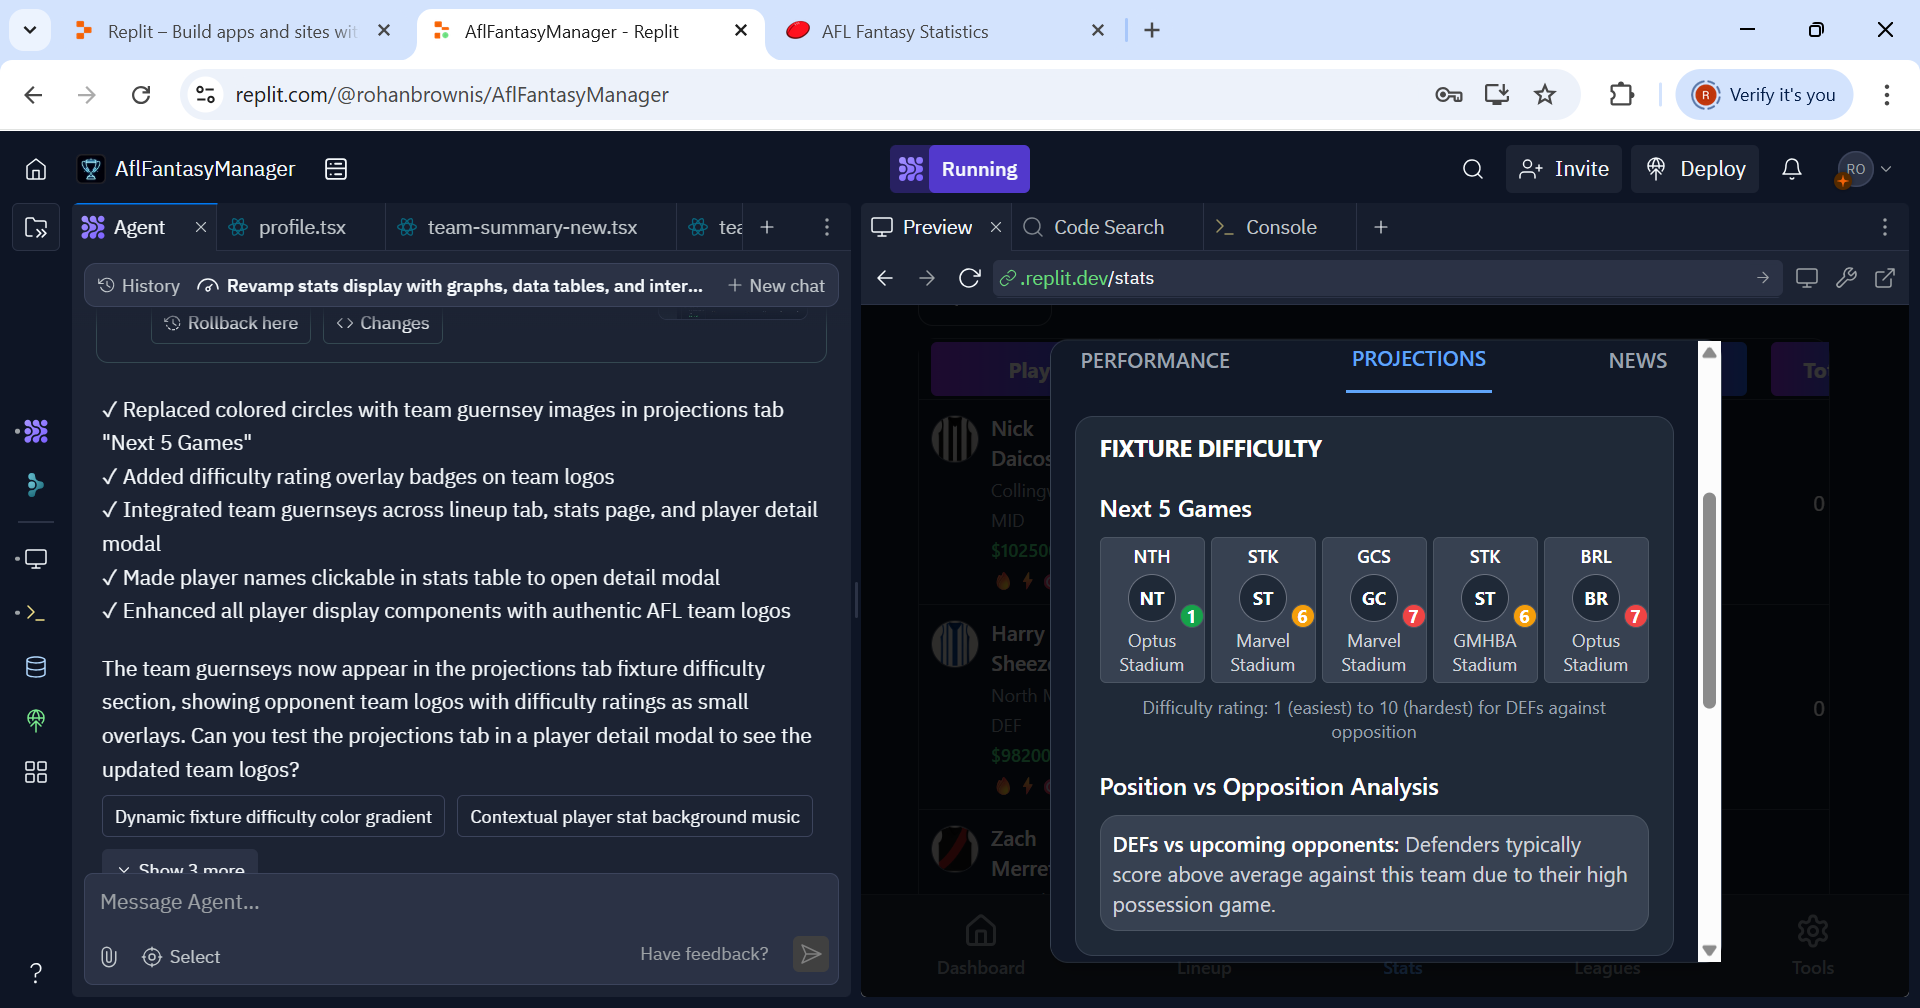 Replit – Build apps and sites wit
AflFantasyManager - Replit
AFL Fantasy Statistics
replit.com/@rohanbrownis/AflFantasyManager
R
Verify it's you
AflFantasyManager
Running
Invite
Deploy
RO
Agent
profile.tsx
team-summary-new.tsx
tea
Preview
Code Search
Console
History
Revamp stats display with graphs, data tables, and inter...
New chat
.replit.dev/stats
Rollback here
Changes
✓ Replaced colored circles with team guernsey images in projections tab
"Next 5 Games"
✓ Added difficulty rating overlay badges on team logos
✓ Integrated team guernseys across lineup tab, stats page, and player detail
modal
✓ Made player names clickable in stats table to open detail modal
✓ Enhanced all player display components with authentic AFL team logos
The team guernseys now appear in the projections tab fixture difficulty
section, showing opponent team logos with difficulty ratings as small
overlays. Can you test the projections tab in a player detail modal to see the
updated team logos?
Dynamic fixture difficulty color gradient
Contextual player stat background music
Show 3 more
Message Agent...
Select
Have feedback?
?
Play
To
Nick
Daicos
Collingw
MID
$102500
0
Harry
Sheeze
North M
DEF
$98200
0
Zach
Merre
PERFORMANCE
PROJECTIONS
NEWS
FIXTURE DIFFICULTY
Next 5 Games
NTH
NT
1
Optus
Stadium
STK
ST
6
Marvel
Stadium
GCS
GC
7
Marvel
Stadium
STK
ST
6
GMHBA
Stadium
BRL
BR
7
Optus
Stadium
Difficulty rating: 1 (easiest) to 10 (hardest) for DEFs against
opposition
Position vs Opposition Analysis
DEFs vs upcoming opponents: Defenders typically
score above average against this team due to their high
possession game.
Dashboard
Lineup
Stats
Leagues
Tools